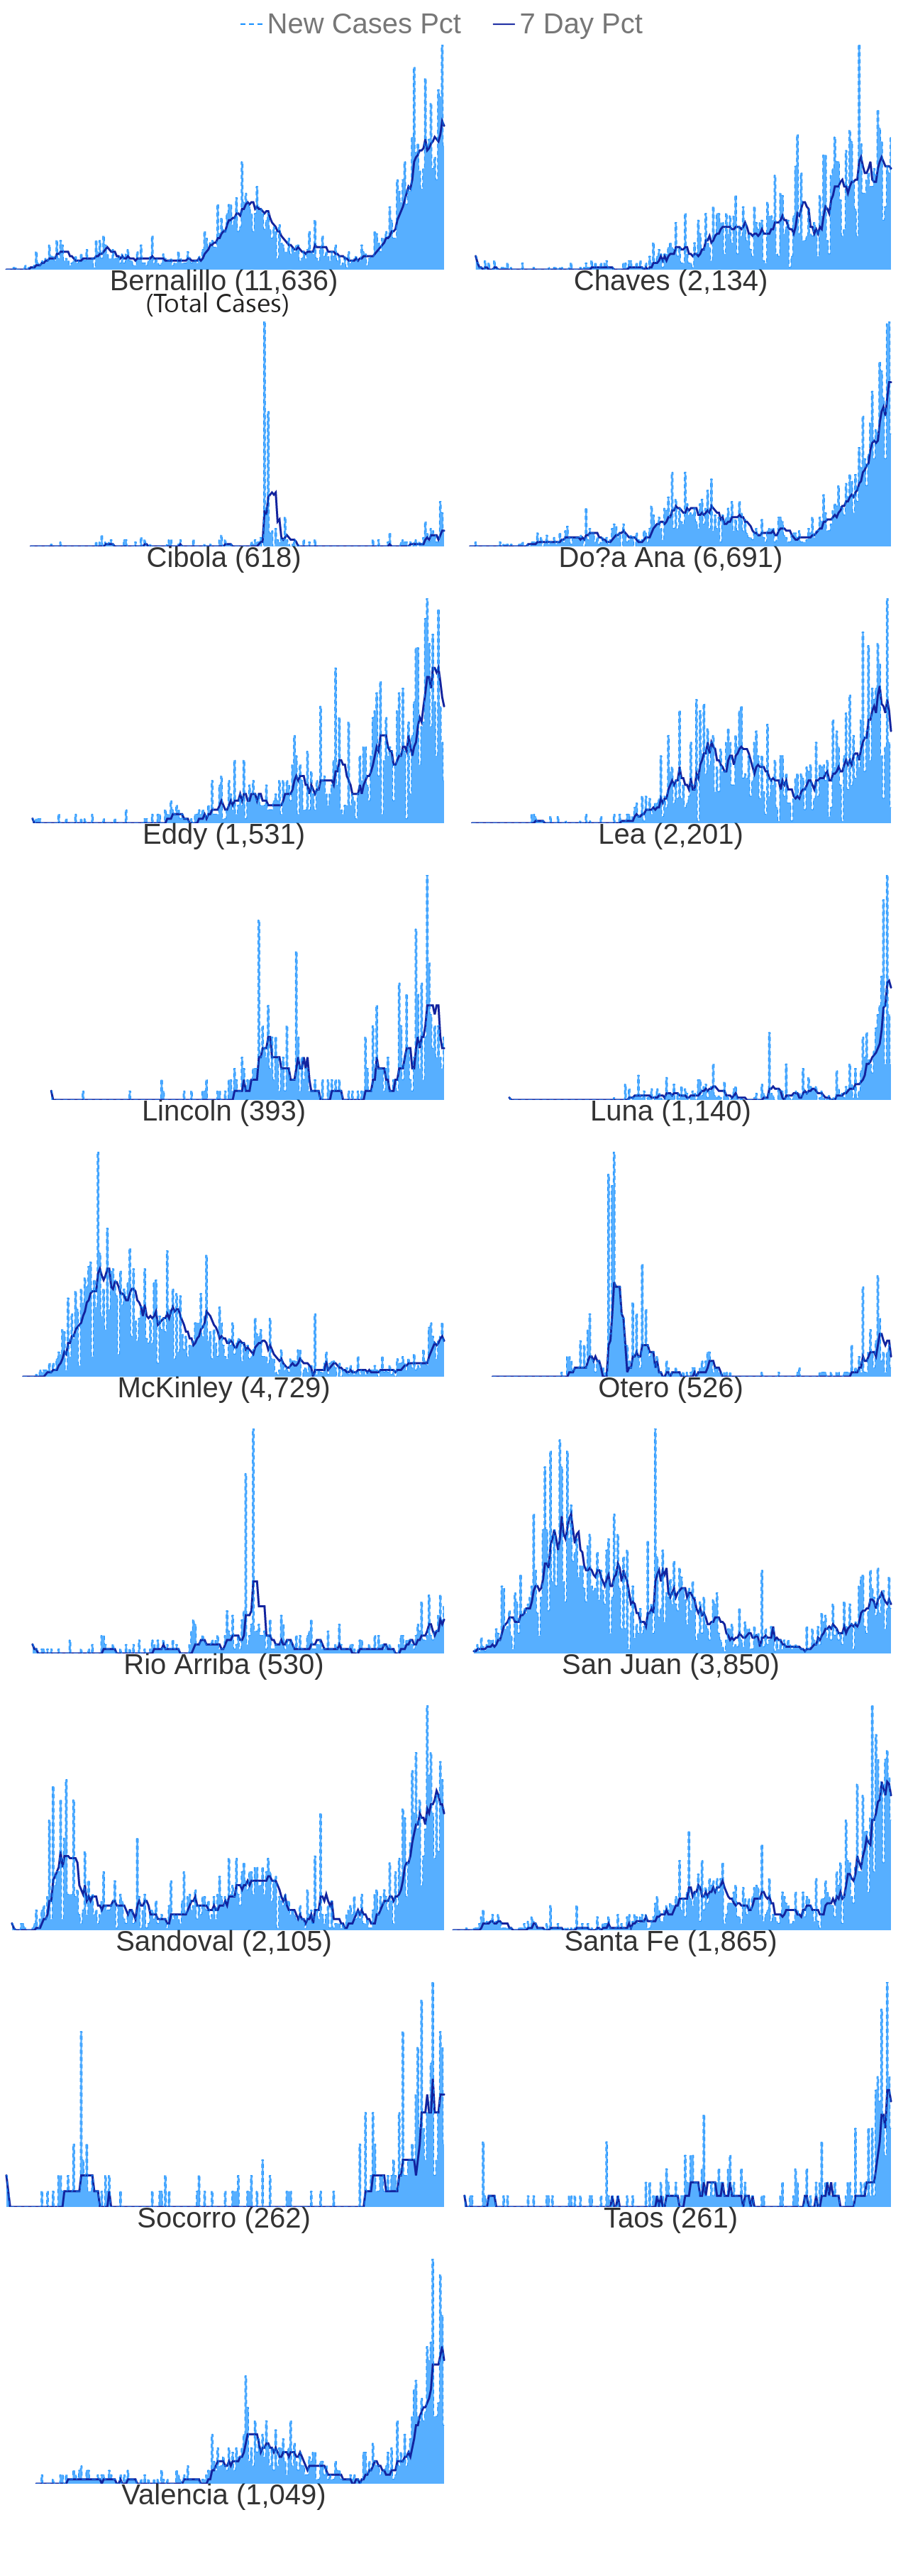 New Cases Pct 7 Day Pct
Bernalillo (11,636) Chaves (2,134)
(Total Cases)
Cibola (618) Do?a Ana (6,691)
Eddy (1,531) Lea (2,201)
Lincoln (393) Luna (1,140)
McKinley (4,729) Otero (526)
Rio Arriba (530) San Juan (3,850)
Sandoval (2,105) Santa Fe (1,865)
Socorro (262) Taos (261)
Valencia (1,049)